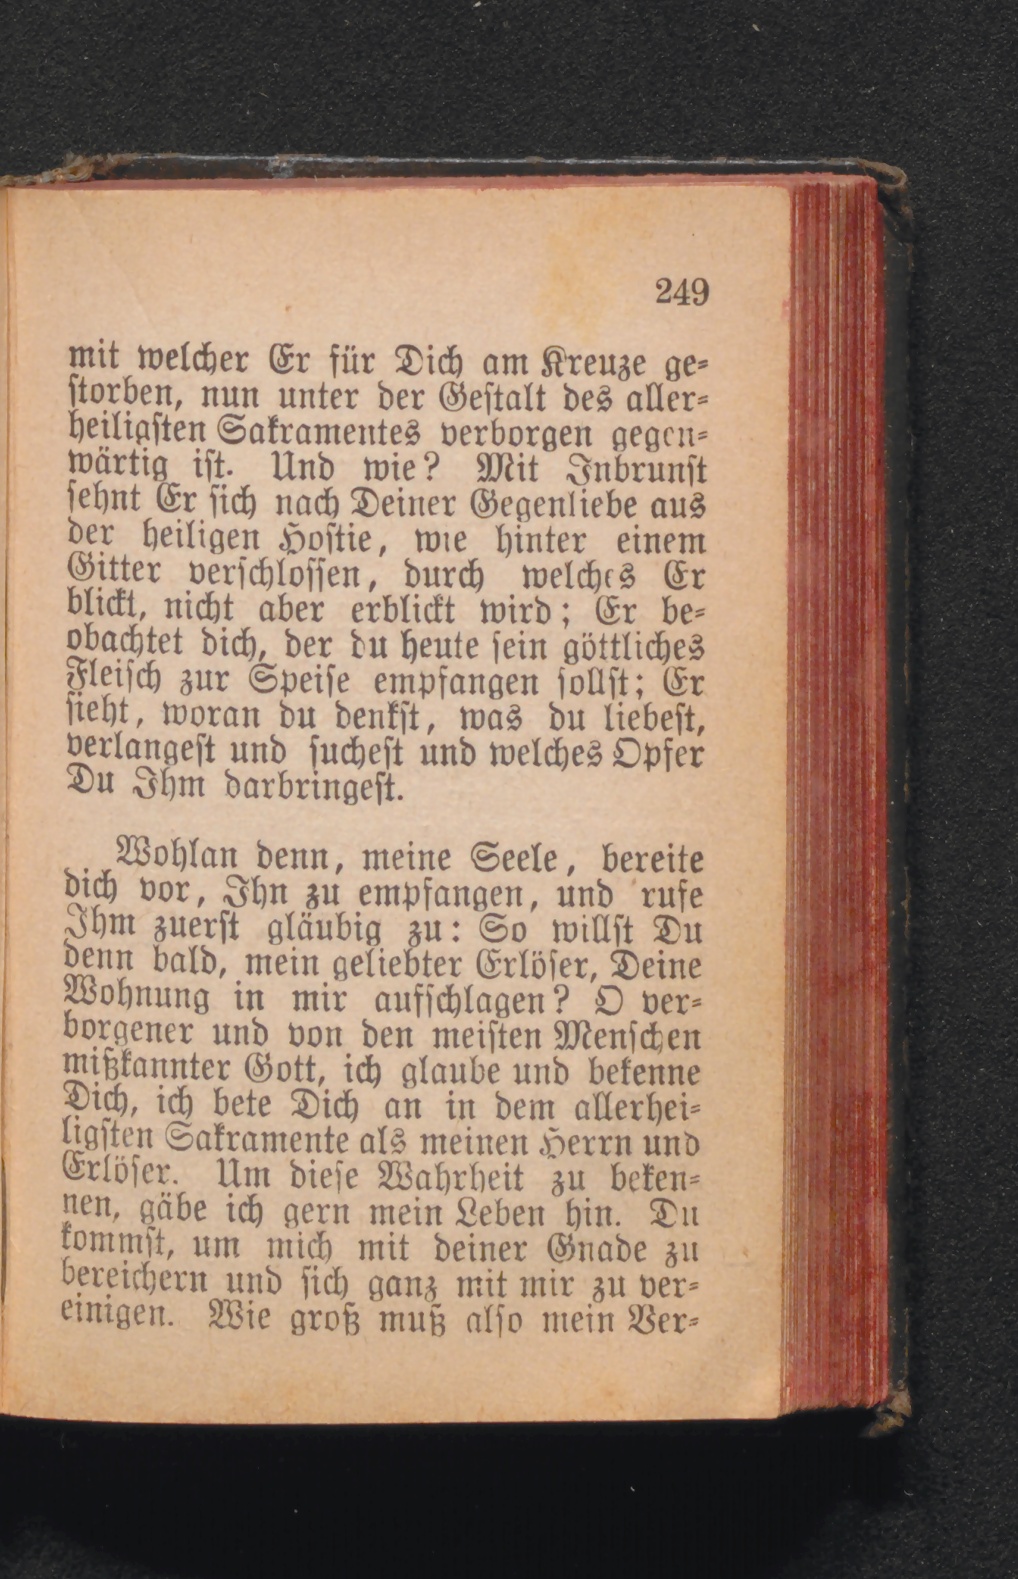 249
mit welcher Er für Dich am Kreuze ge-
storben, nun unter der Gestalt des aller-
heiligsten Sakramentes verborgen gegen-
wärtig ist. Und wie? Mit Inbrunst
sehnt Er sich nach Deiner Gegenliebe aus
der heiligen Hostie, wie hinter einem
Gitter verschlossen, durch welches Er
blickt, nicht aber erblickt wird; Er be-
obachtet dich, der du heute sein göttliches
Fleisch zur Speise empfangen sollst; Er
sieht, woran du denkst, was du liebest,
verlangest und suchest und welches Opfer
Du Ihm darbringest.
Wohlan denn, meine Seele, bereite
dich vor, Ihn zu empfangen, und rufe
Ihm zuerst gläubig zu: So willst Du
denn bald, mein geliebter Erlöser, Deine
Wohnung in mir aufschlagen? O ver-
borgener und von den meisten Menschen
mißkannter Gott, ich glaube und bekenne
Dich, ich bete Dich an in dem allerhei-
ligsten Sakramente als meinen Herrn und
Erlöser. Um diese Wahrheit zu beken-
nen, gäbe ich gern mein Leben hin. Du
kommst, um mich mit deiner Gnade zu
bereichern und sich ganz mit mir zu ver-
einigen. Wie groß muß also mein Ver-